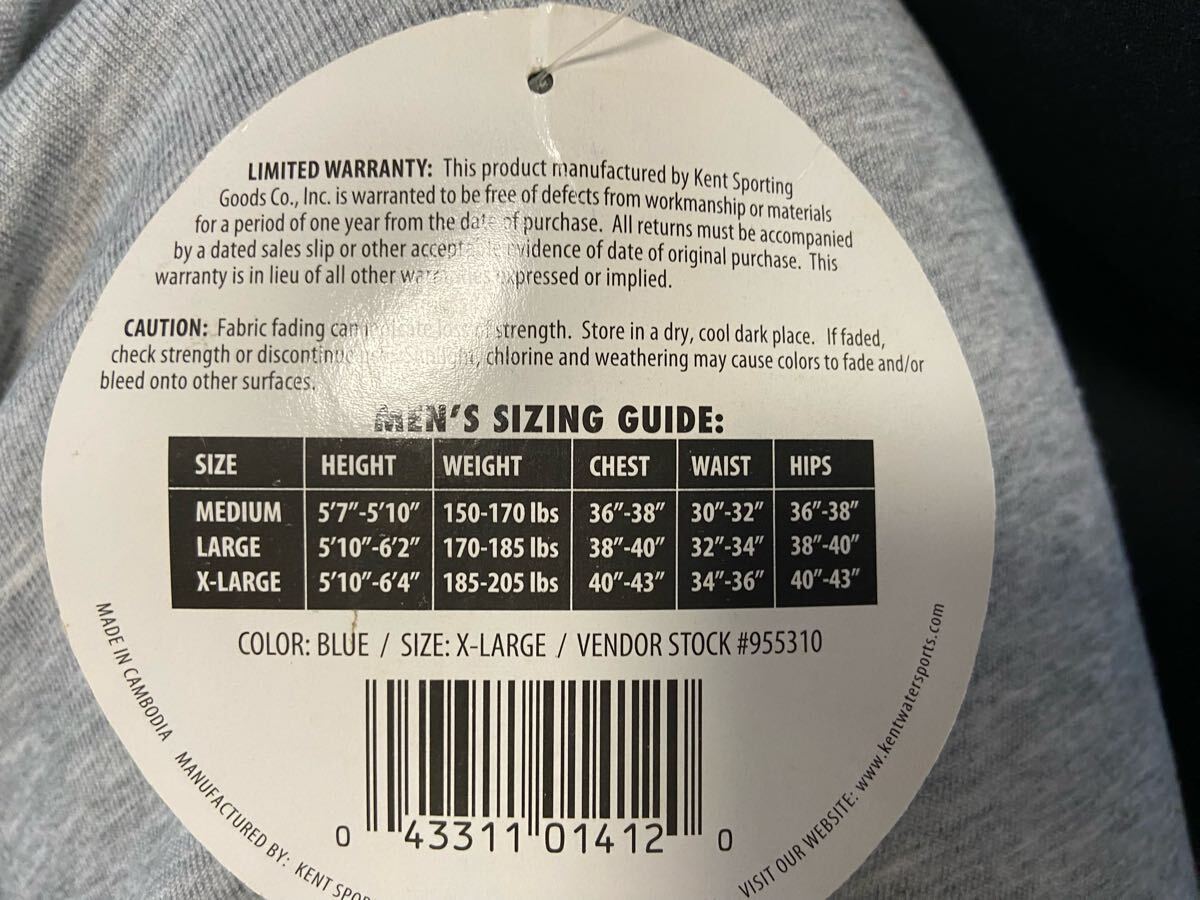 LIMITED WARRANTY: This product manufactured by Kent Sporting
Goods Co., Inc. is warranted to be free of defects from workmanship or materials
for a period of one year from the date of purchase. All returns must be accompanied
by a dated sales slip or other acceptable evidence of date of original purchase. This
warranty is in lieu of all other warranties expressed or implied.
CAUTION: Fabric fading can indicate loss of strength. Store in a dry, cool dark place. If faded,
check strength or discontinue use. Sunlight, chlorine and weathering may cause colors to fade and/or
bleed onto other surfaces.
MEN'S SIZING GUIDE:
SIZE HEIGHT WEIGHT CHEST WAIST HIPS
MEDIUM 5'7"-5'10" 150-170 lbs 36"-38" 30"-32" 36"-38"
LARGE 5'10"-6'2" 170-185 lbs 38"-40" 32"-34" 38"-40"
X-LARGE 5'10"-6'4" 185-205 lbs 40"-43" 34"-36" 40"-43"
COLOR: BLUE / SIZE: X-LARGE / VENDOR STOCK #955310
0 43311 01412 0
MADE IN CAMBODIA MANUFACTURED BY: KENT
VISIT OUR WEBSITE: www.kentwatersports.com